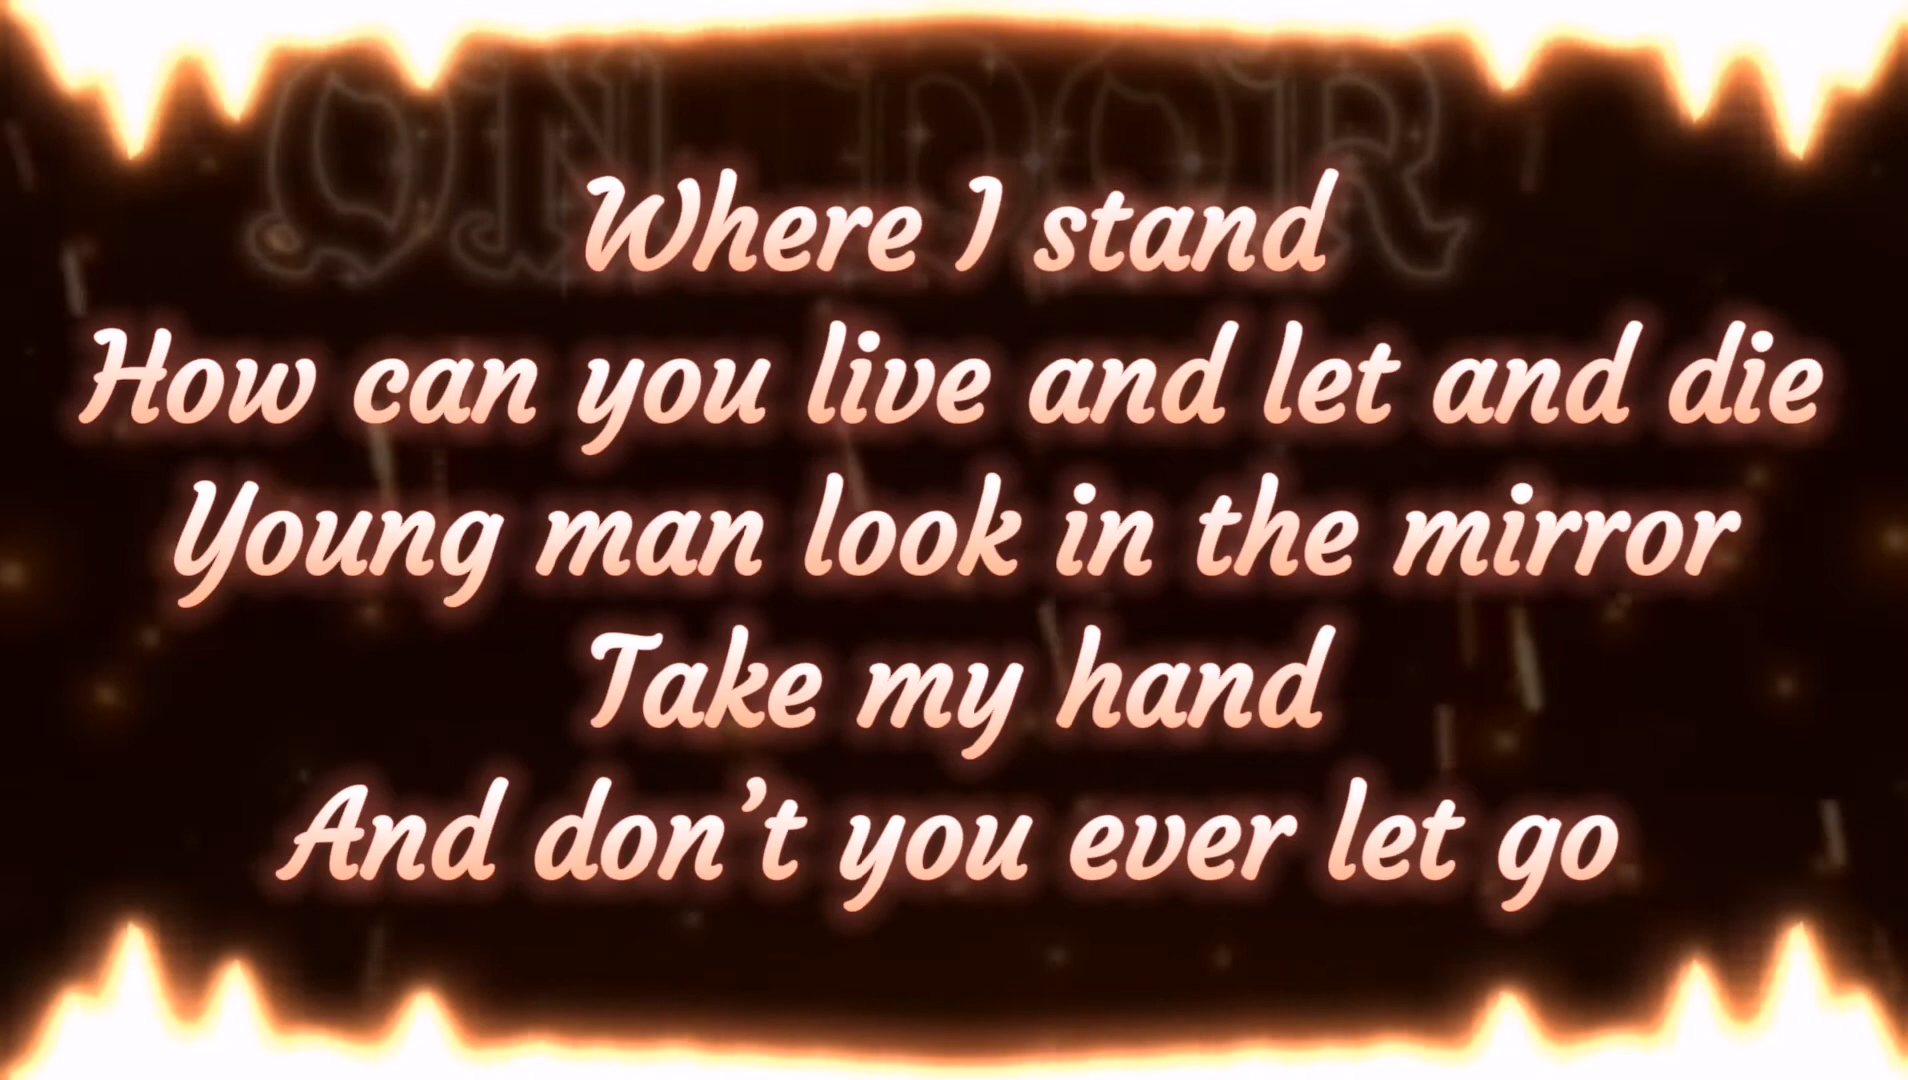 Where I stand
How can you live and let and die
Young man look in the mirror
Take my hand
And don’t you ever let go